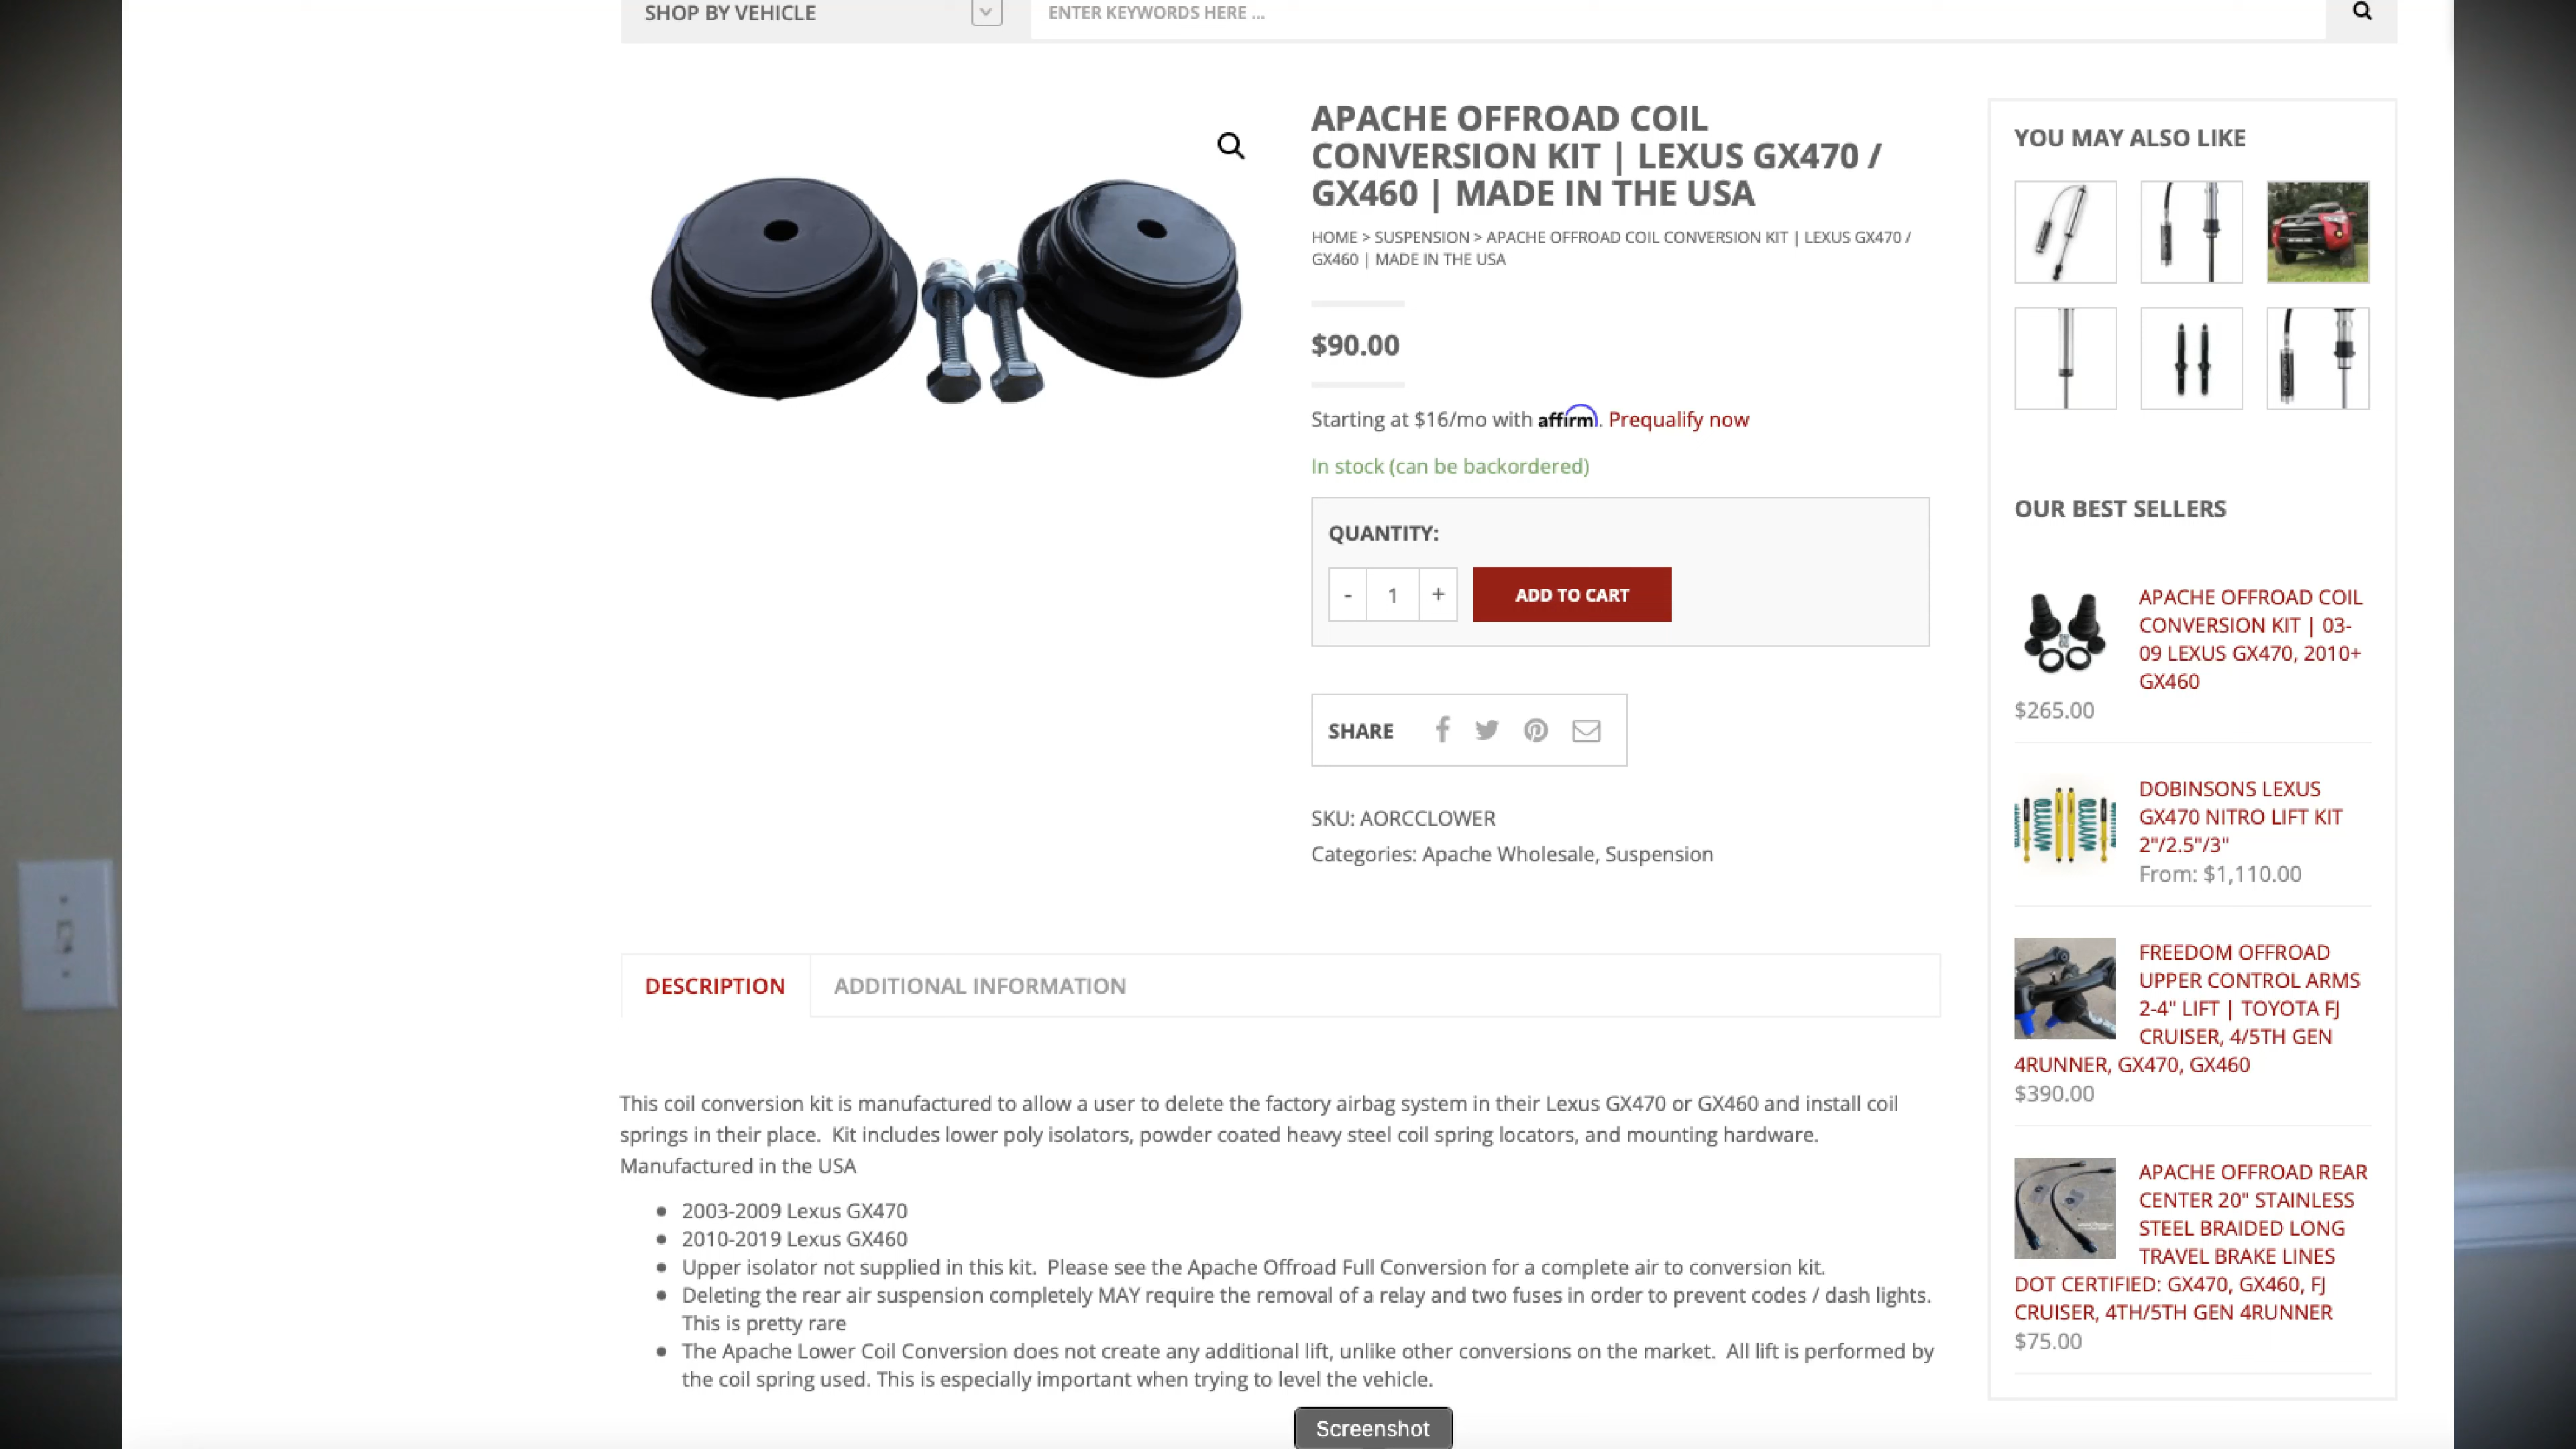 SHOP BY VEHICLE
ENTER KEYWORDS HERE ...
APACHE OFFROAD COIL
CONVERSION KIT | LEXUS GX470 /
GX460 | MADE IN THE USA
HOME > SUSPENSION > APACHE OFFROAD COIL CONVERSION KIT | LEXUS GX470 /
GX460 | MADE IN THE USA
$90.00
Starting at $16/mo with affirm. Prequalify now
In stock (can be backordered)
QUANTITY:
- 1 +
ADD TO CART
SHARE
SKU: AORCCLOWER
Categories: Apache Wholesale, Suspension
DESCRIPTION
ADDITIONAL INFORMATION
This coil conversion kit is manufactured to allow a user to delete the factory airbag system in their Lexus GX470 or GX460 and install coil
springs in their place. Kit includes lower poly isolators, powder coated heavy steel coil spring locators, and mounting hardware.
Manufactured in the USA
2003-2009 Lexus GX470
2010-2019 Lexus GX460
Upper isolator not supplied in this kit. Please see the Apache Offroad Full Conversion for a complete air to conversion kit.
Deleting the rear air suspension completely MAY require the removal of a relay and two fuses in order to prevent codes / dash lights.
This is pretty rare
The Apache Lower Coil Conversion does not create any additional lift, unlike other conversions on the market. All lift is performed by
the coil spring used. This is especially important when trying to level the vehicle.
YOU MAY ALSO LIKE
OUR BEST SELLERS
APACHE OFFROAD COIL
CONVERSION KIT | 03-
09 LEXUS GX470, 2010+
GX460
$265.00
DOBINSONS LEXUS
GX470 NITRO LIFT KIT
2"/2.5"/3"
From: $1,110.00
FREEDOM OFFROAD
UPPER CONTROL ARMS
2-4" LIFT | TOYOTA FJ
CRUISER, 4/5TH GEN
4RUNNER, GX470, GX460
$390.00
APACHE OFFROAD REAR
CENTER 20" STAINLESS
STEEL BRAIDED LONG
TRAVEL BRAKE LINES
DOT CERTIFIED: GX470, GX460, FJ
CRUISER, 4TH/5TH GEN 4RUNNER
$75.00
Screenshot